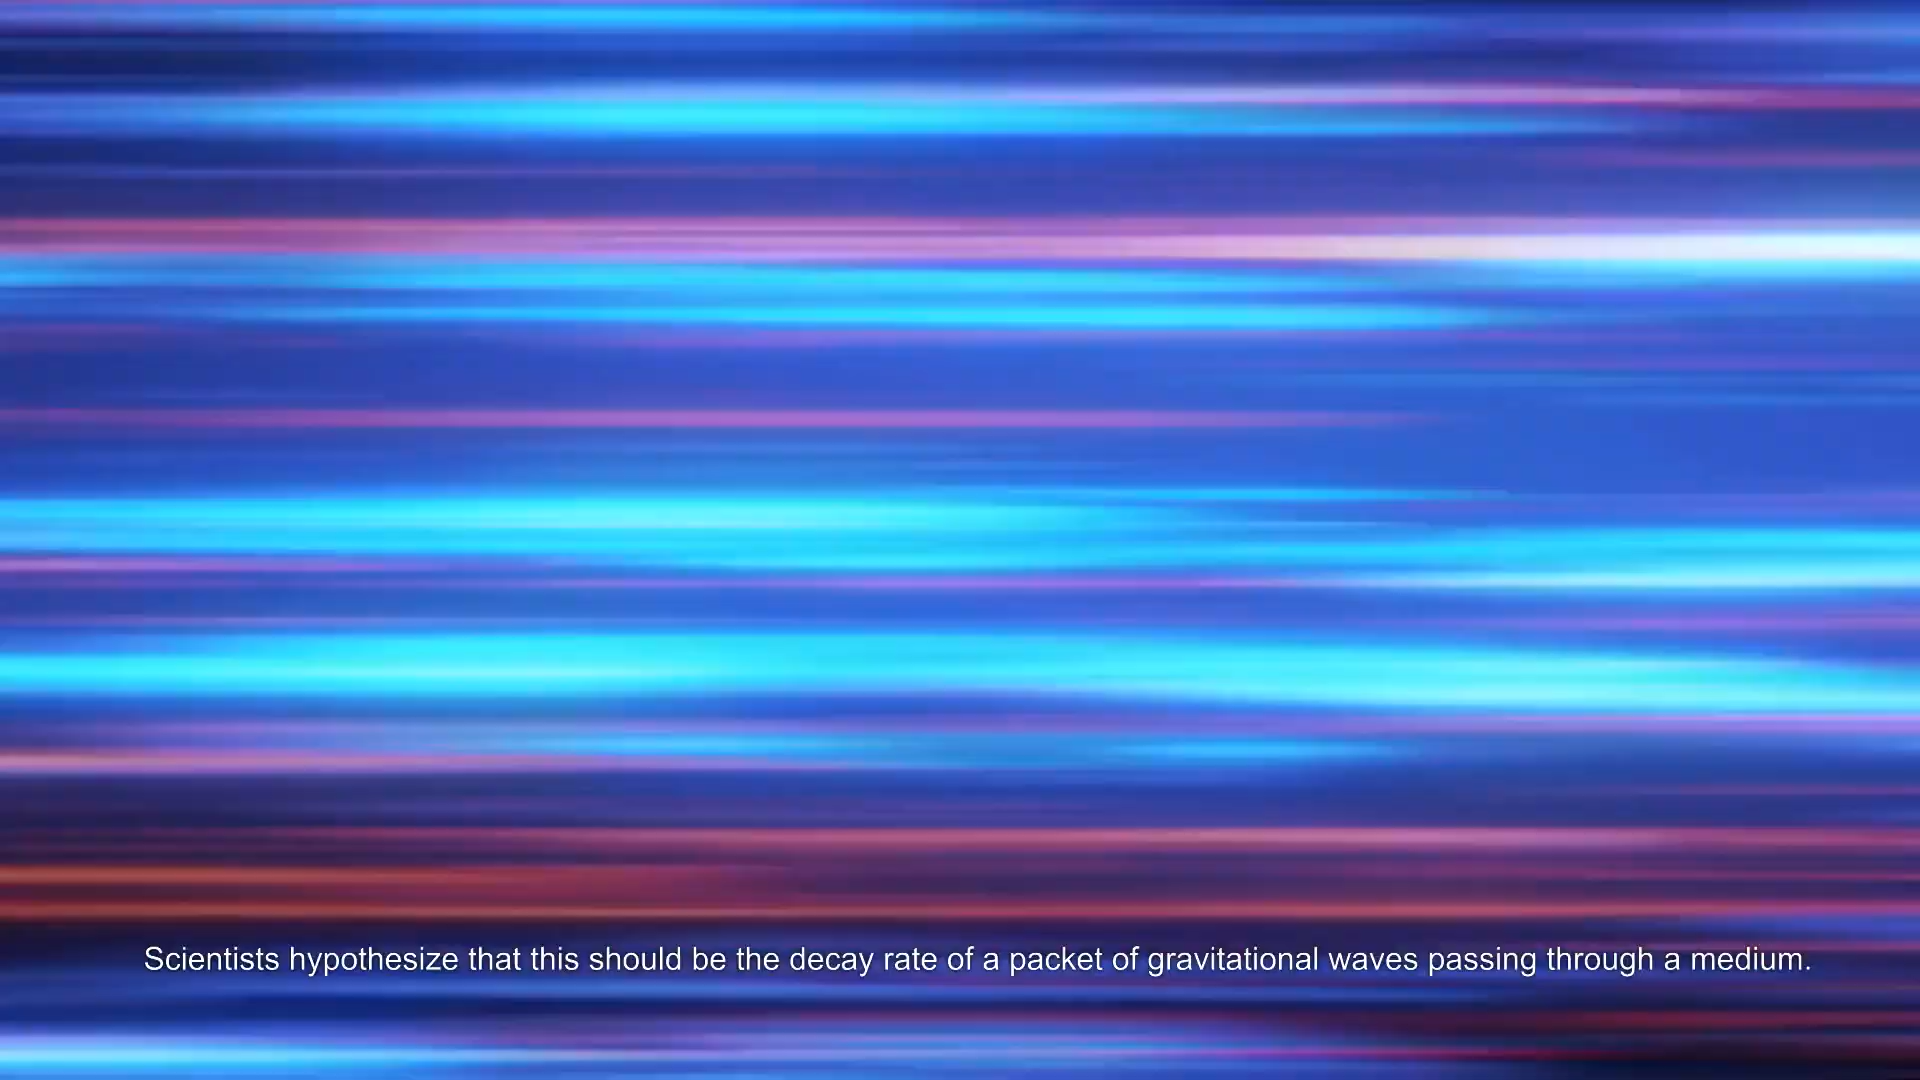 Scientists hypothesize that this should be the decay rate of a packet of gravitational waves passing through a medium.